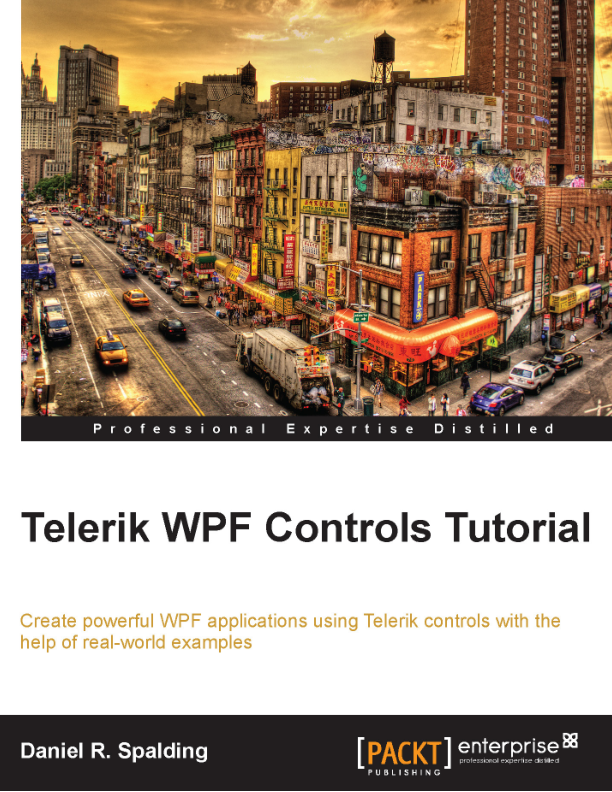 PARKING
Professional Expertise Distilled
Telerik WPF Controls Tutorial
Create powerful WPF applications using Telerik controls with the
help of real-world examples
Daniel R. Spalding
[PACKT] enterprise
PUBLISHING
professional expertise distilled